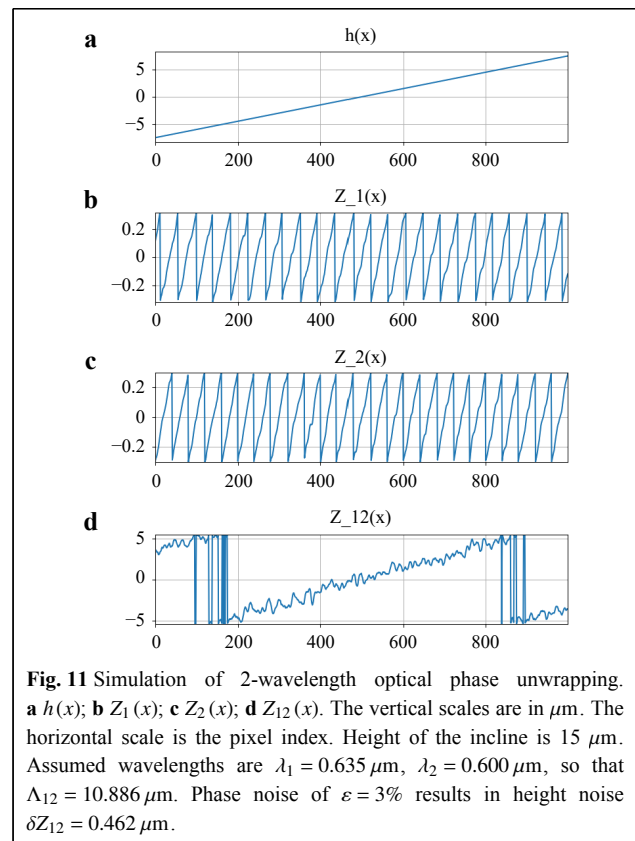 a
h(x)
5
0
−5
0 200 400 600 800
b
Z_1(x)
0.2
0
−0.2
0 200 400 600 800
c
Z_2(x)
0.2
0
−0.2
0 200 400 600 800
d
Z_12(x)
5
0
−5
0 200 400 600 800
Fig. 11 Simulation of 2-wavelength optical phase unwrapping.
a h(x); b Z₁(x); c Z₂(x); d Z₁₂(x). The vertical scales are in μm. The
horizontal scale is the pixel index. Height of the incline is 15 μm.
Assumed wavelengths are λ₁ = 0.635 μm, λ₂ = 0.600 μm, so that
Λ₁₂ = 10.886 μm. Phase noise of ε = 3% results in height noise
δZ₁₂ = 0.462 μm.